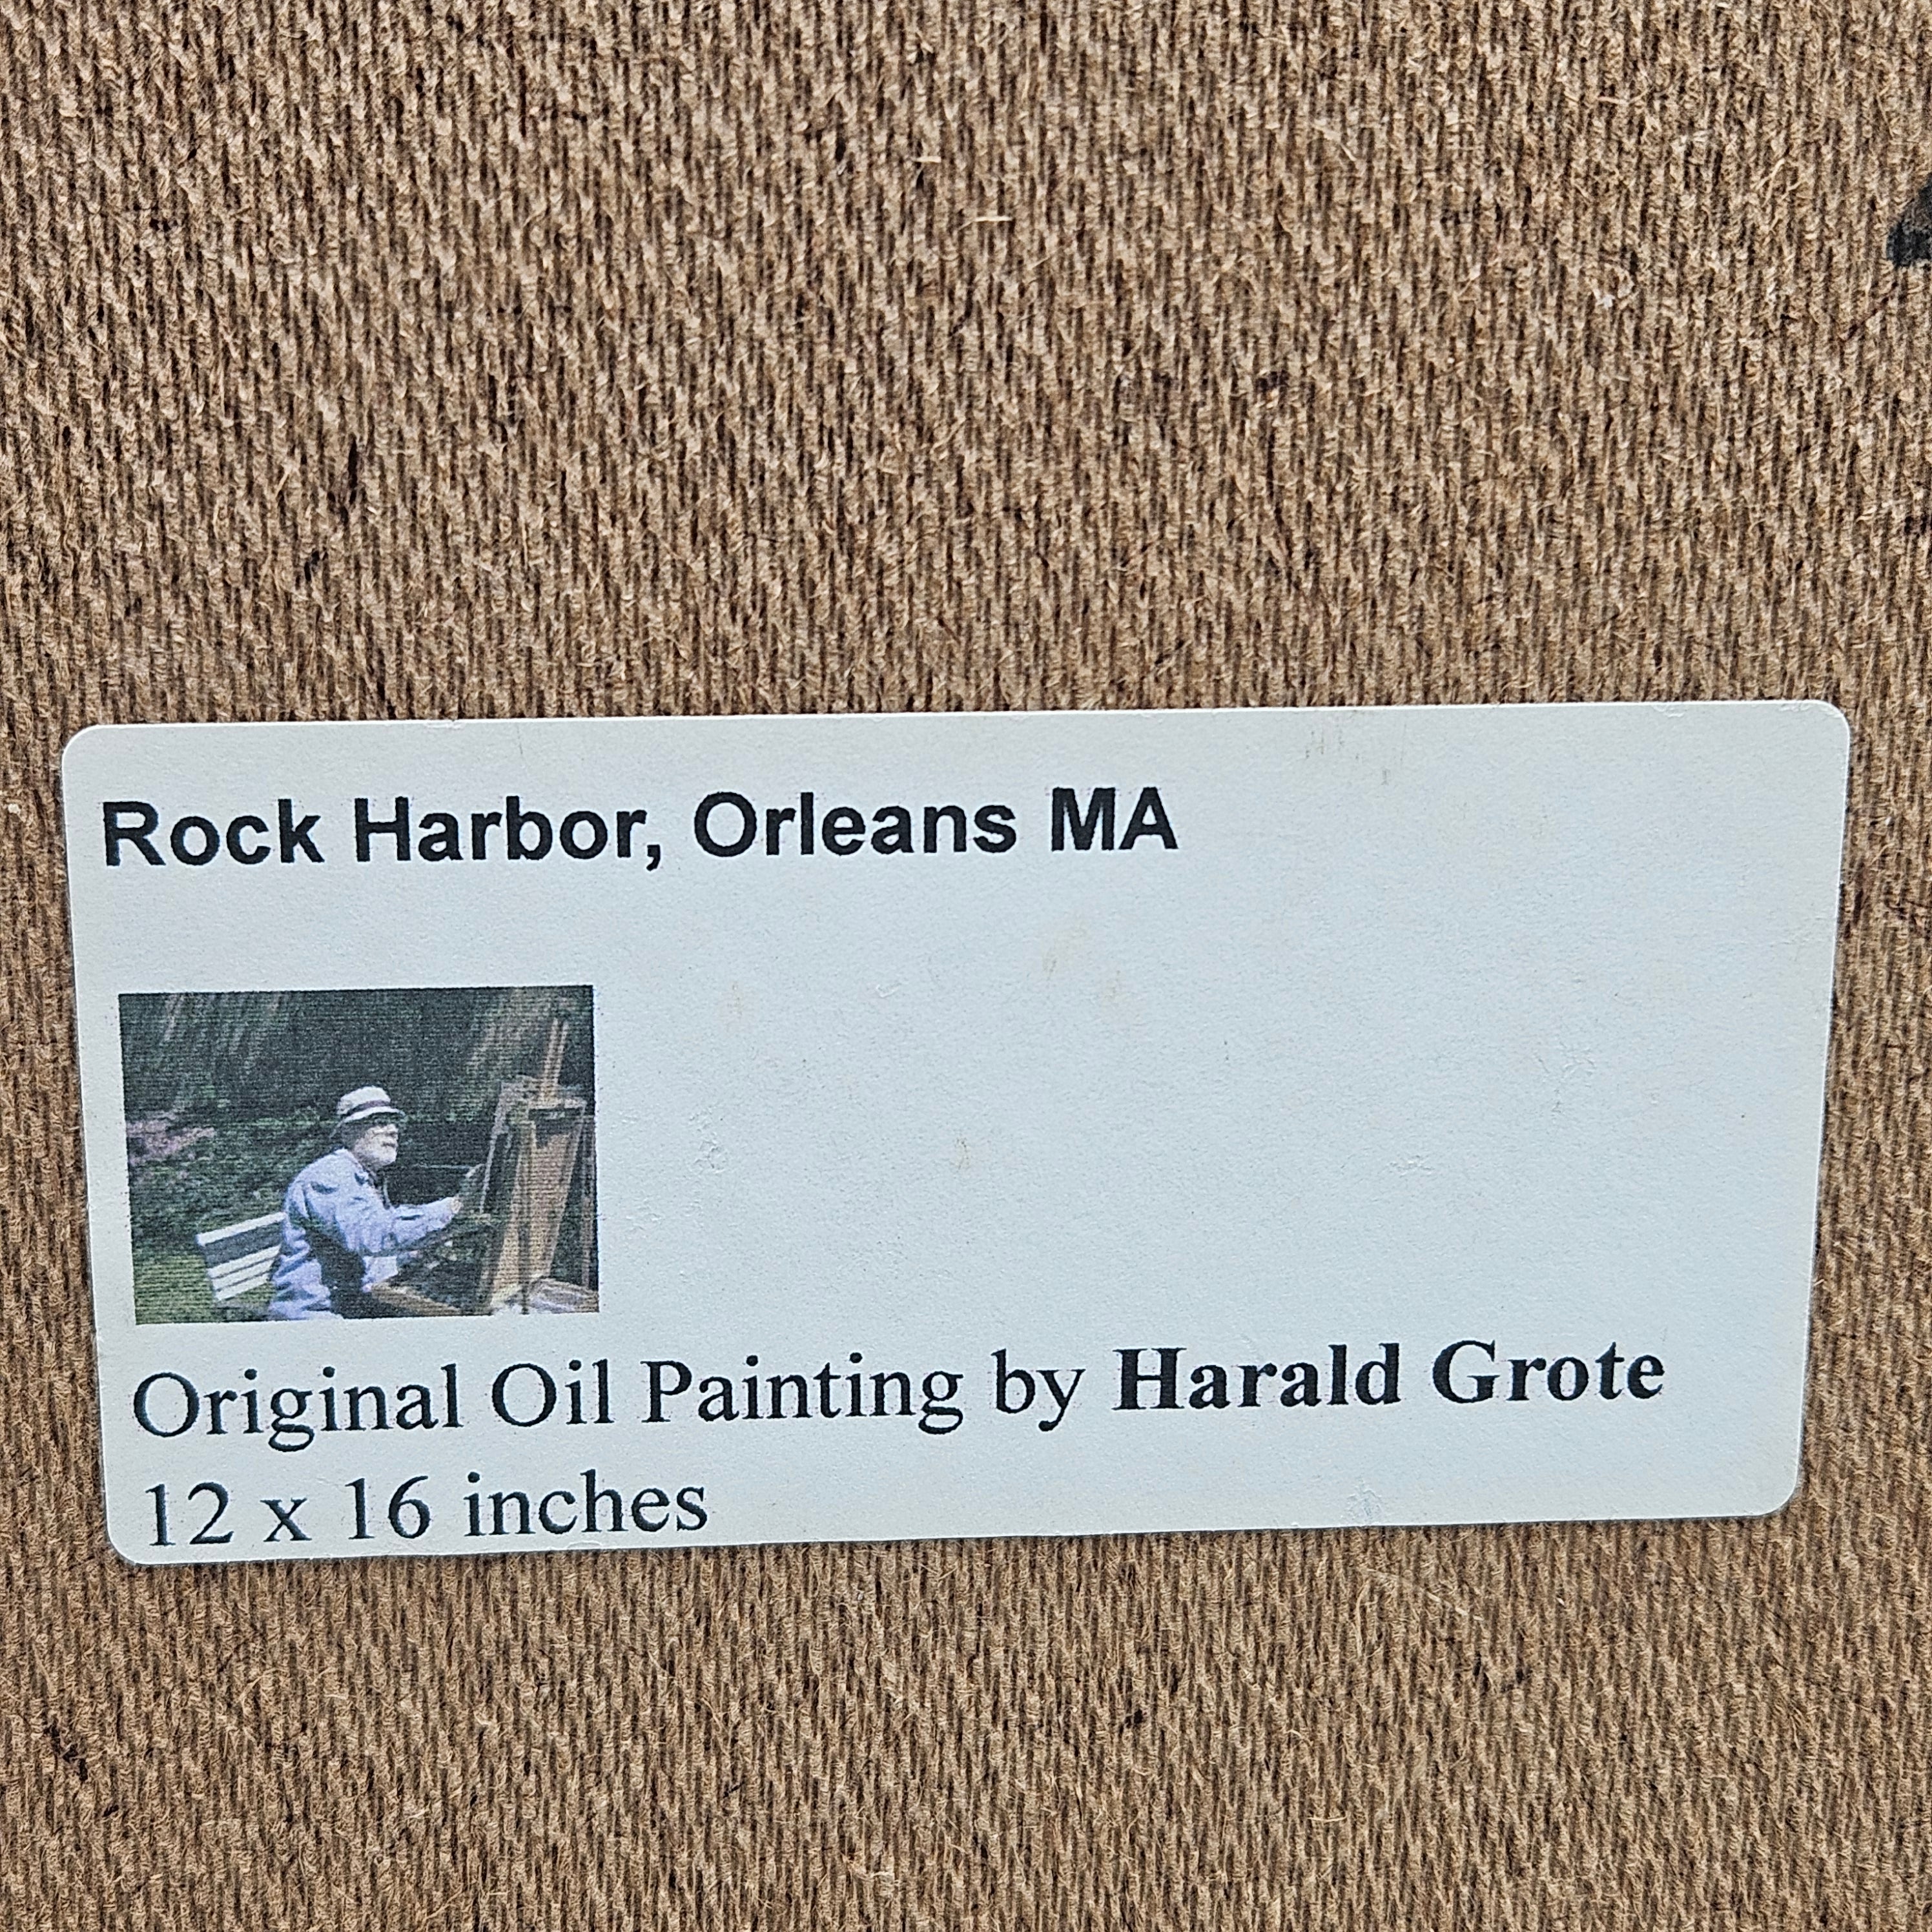 Rock Harbor, Orleans MA
Original Oil Painting by Harald Grote
12 x 16 inches